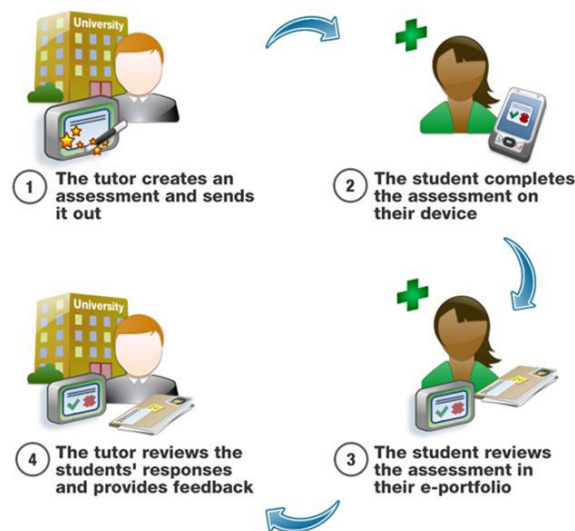 University
1 The tutor creates an
assessment and sends
it out
2 The student completes
the assessment on
their device
3 The student reviews
the assessment in
their e-portfolio
University
4 The tutor reviews the
students' responses
and provides feedback